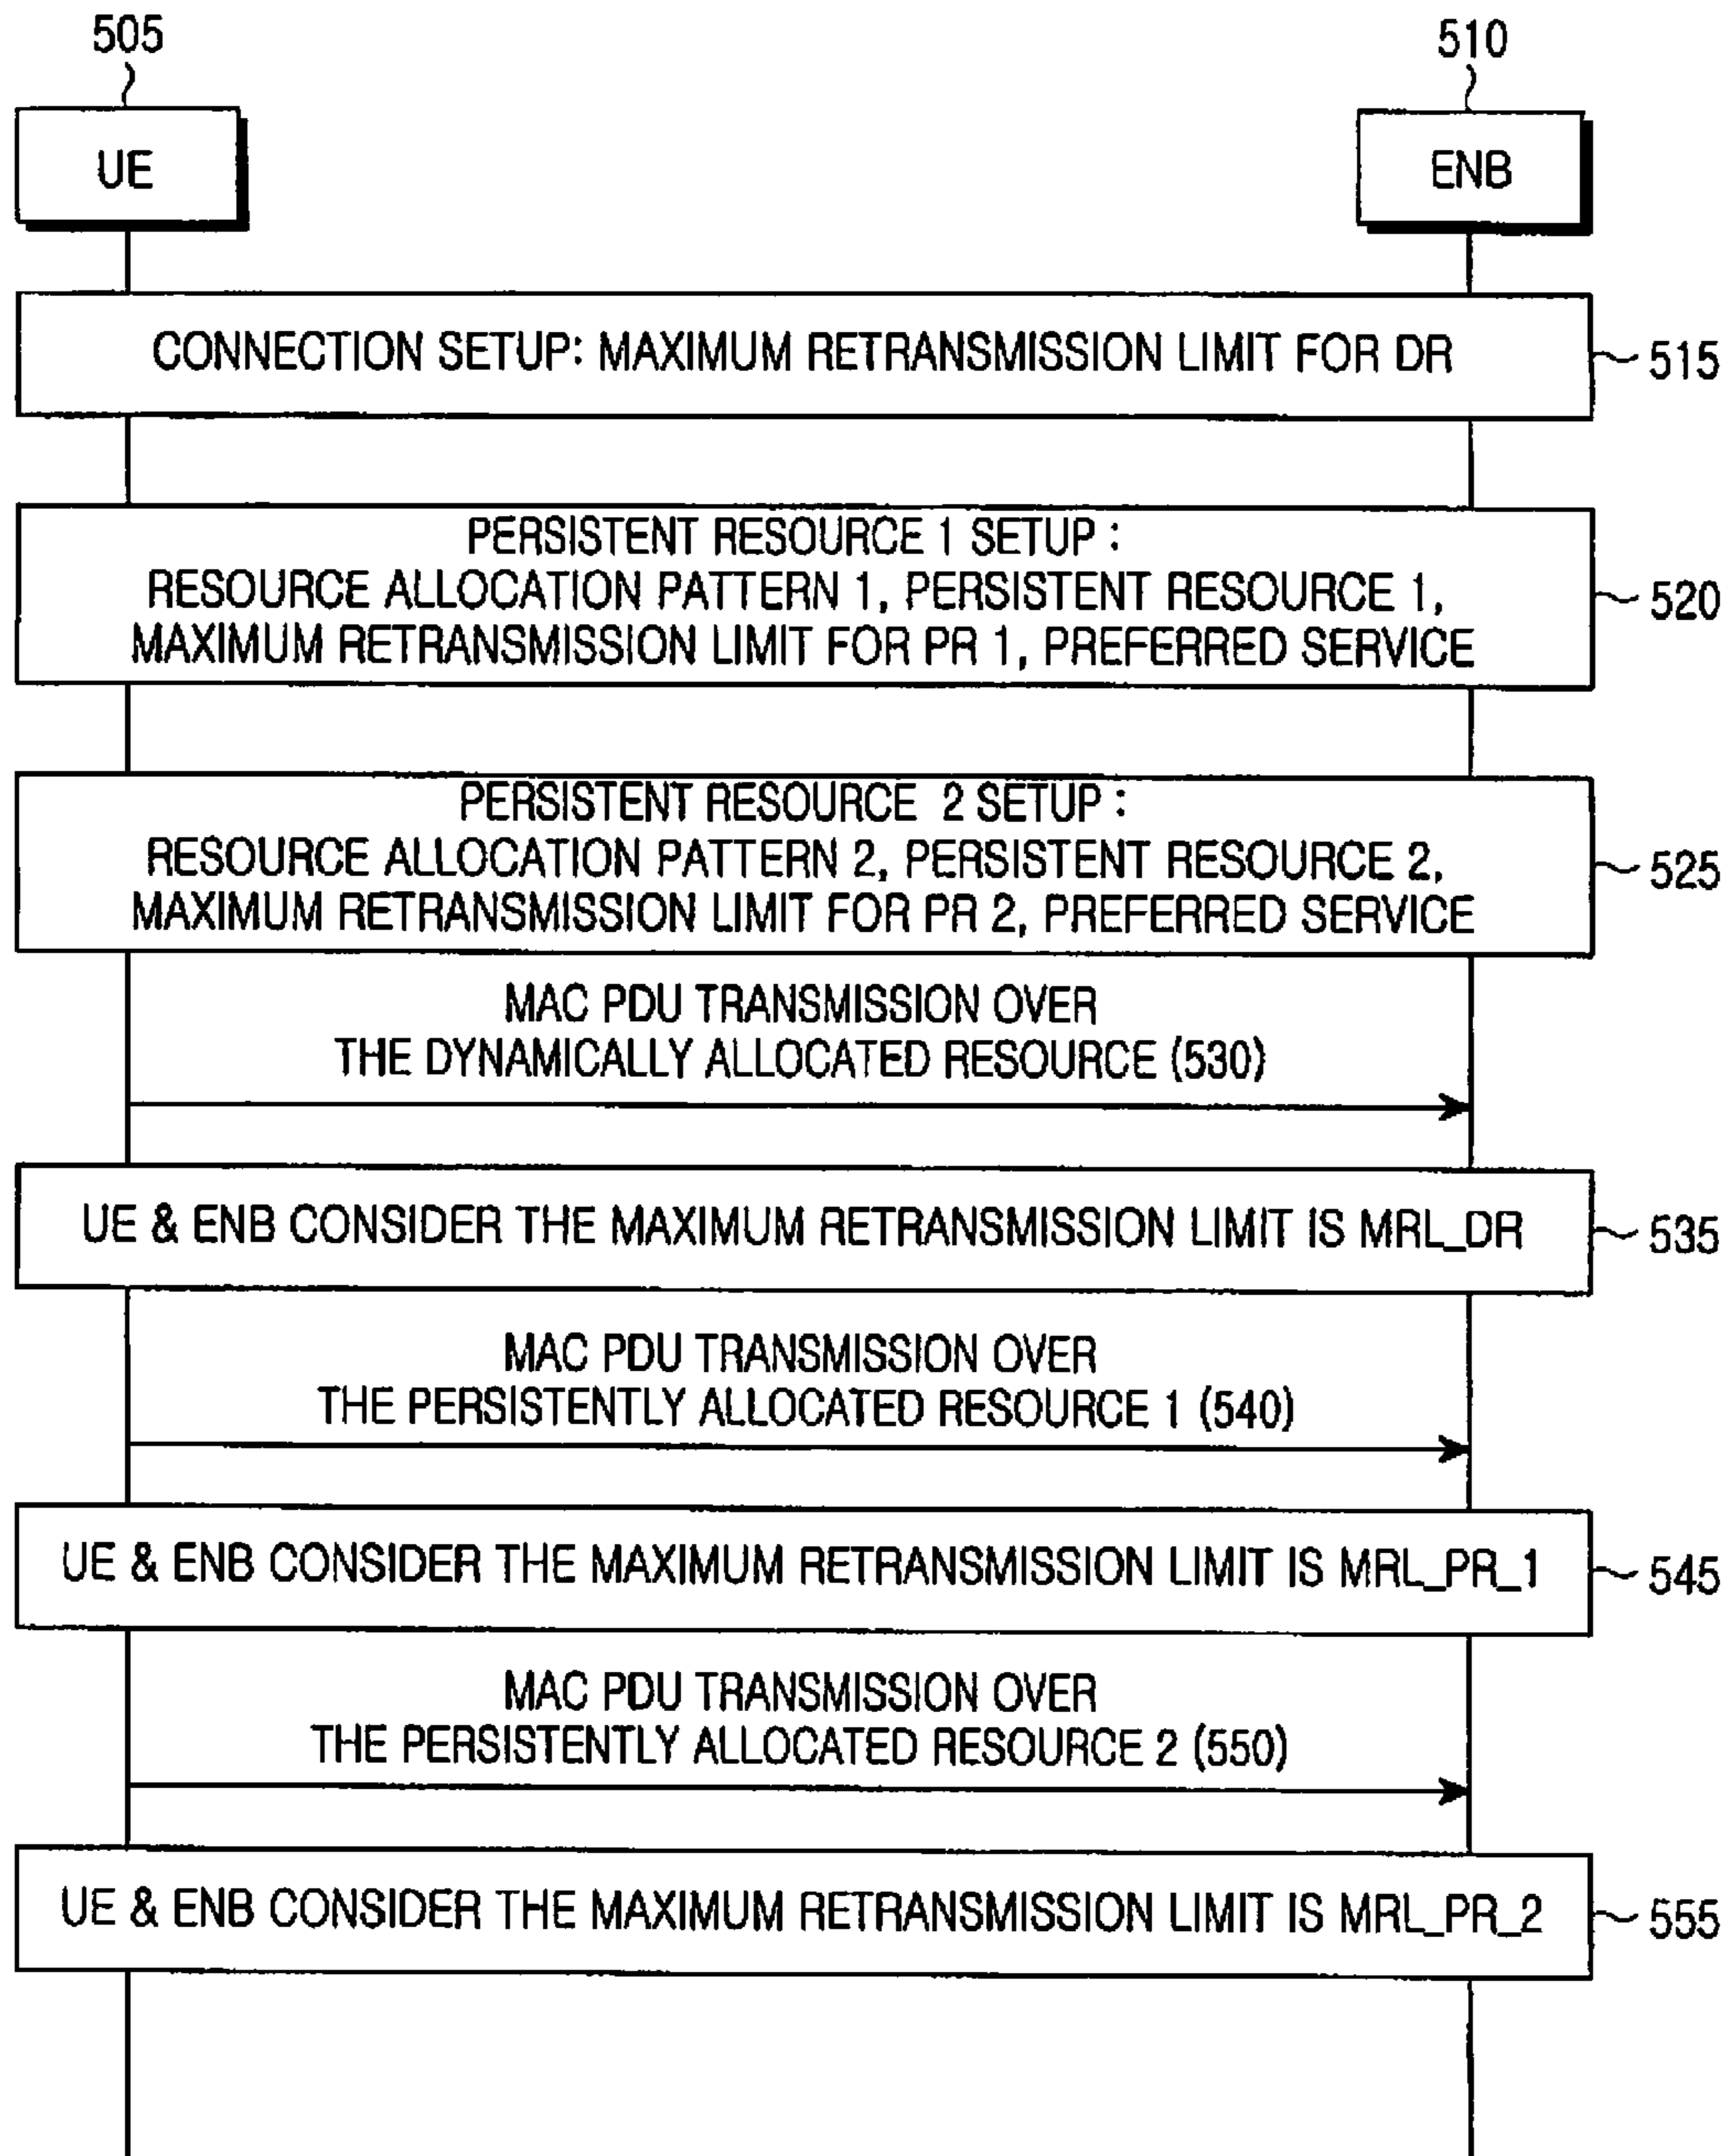 505
510
UE
ENB
CONNECTION SETUP: MAXIMUM RETRANSMISSION LIMIT FOR DR
515
PERSISTENT RESOURCE 1 SETUP :
RESOURCE ALLOCATION PATTERN 1, PERSISTENT RESOURCE 1,
MAXIMUM RETRANSMISSION LIMIT FOR PR 1, PREFERRED SERVICE
520
PERSISTENT RESOURCE 2 SETUP :
RESOURCE ALLOCATION PATTERN 2, PERSISTENT RESOURCE 2,
MAXIMUM RETRANSMISSION LIMIT FOR PR 2, PREFERRED SERVICE
525
MAC PDU TRANSMISSION OVER
THE DYNAMICALLY ALLOCATED RESOURCE (530)
UE & ENB CONSIDER THE MAXIMUM RETRANSMISSION LIMIT IS MRL_DR
535
MAC PDU TRANSMISSION OVER
THE PERSISTENTLY ALLOCATED RESOURCE 1 (540)
UE & ENB CONSIDER THE MAXIMUM RETRANSMISSION LIMIT IS MRL_PR_1
545
MAC PDU TRANSMISSION OVER
THE PERSISTENTLY ALLOCATED RESOURCE 2 (550)
UE & ENB CONSIDER THE MAXIMUM RETRANSMISSION LIMIT IS MRL_PR_2
555